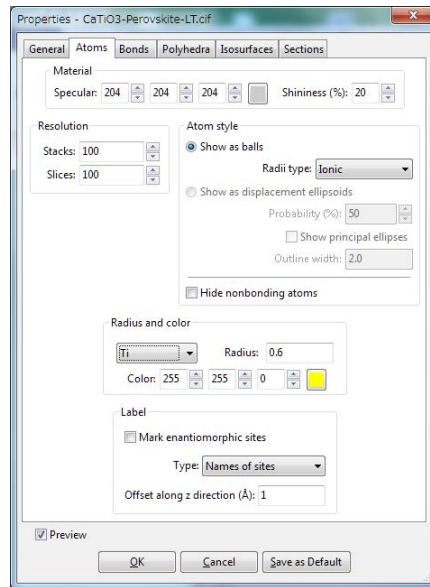 Properties - CaTiO3-Perovskite-LT.cif
General Atoms Bonds Polyhedra Isosurfaces Sections
Material
Specular: 204 204 204 Shininess (%): 20
Resolution
Stacks: 100
Slices: 100
Atom style
Show as balls
Radii type: Ionic
Show as displacement ellipsoids
Probability (%): 50
Show principal ellipses
Outline width: 2.0
Hide nonbonding atoms
Radius and color
Ti Radius: 0.6
Color: 255 255 0
Label
Mark enantiomorphic sites
Type: Names of sites
Offset along z direction (Å): 1
Preview
OK Cancel Save as Default